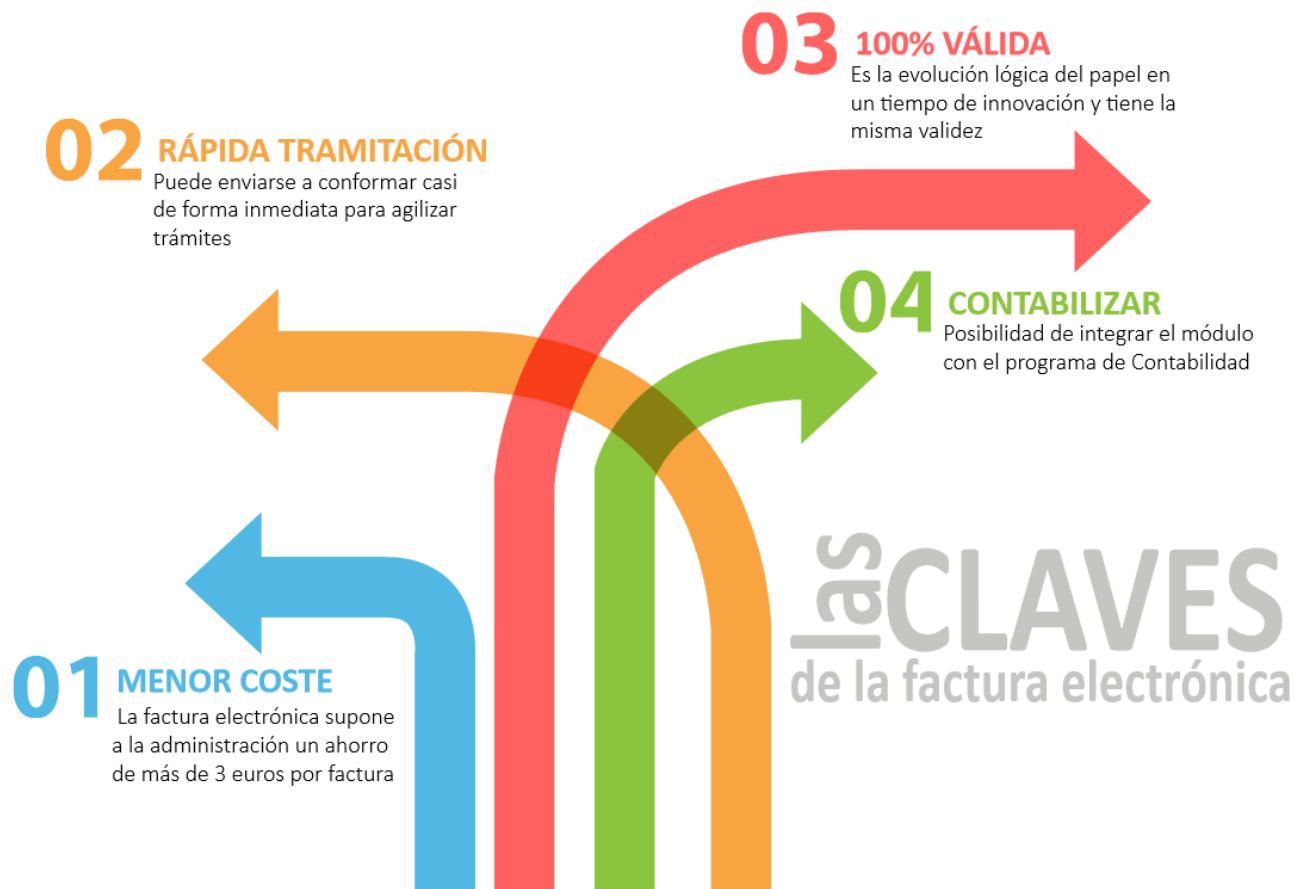 01 MENOR COSTE
La factura electrónica supone
a la administración un ahorro
de más de 3 euros por factura
02 RÁPIDA TRAMITACIÓN
Puede enviarse a conformar casi
de forma inmediata para agilizar
trámites
03 100% VÁLIDA
Es la evolución lógica del papel en
un tiempo de innovación y tiene la
misma validez
04 CONTABILIZAR
Posibilidad de integrar el módulo
con el programa de Contabilidad
las CLAVES
de la factura electrónica